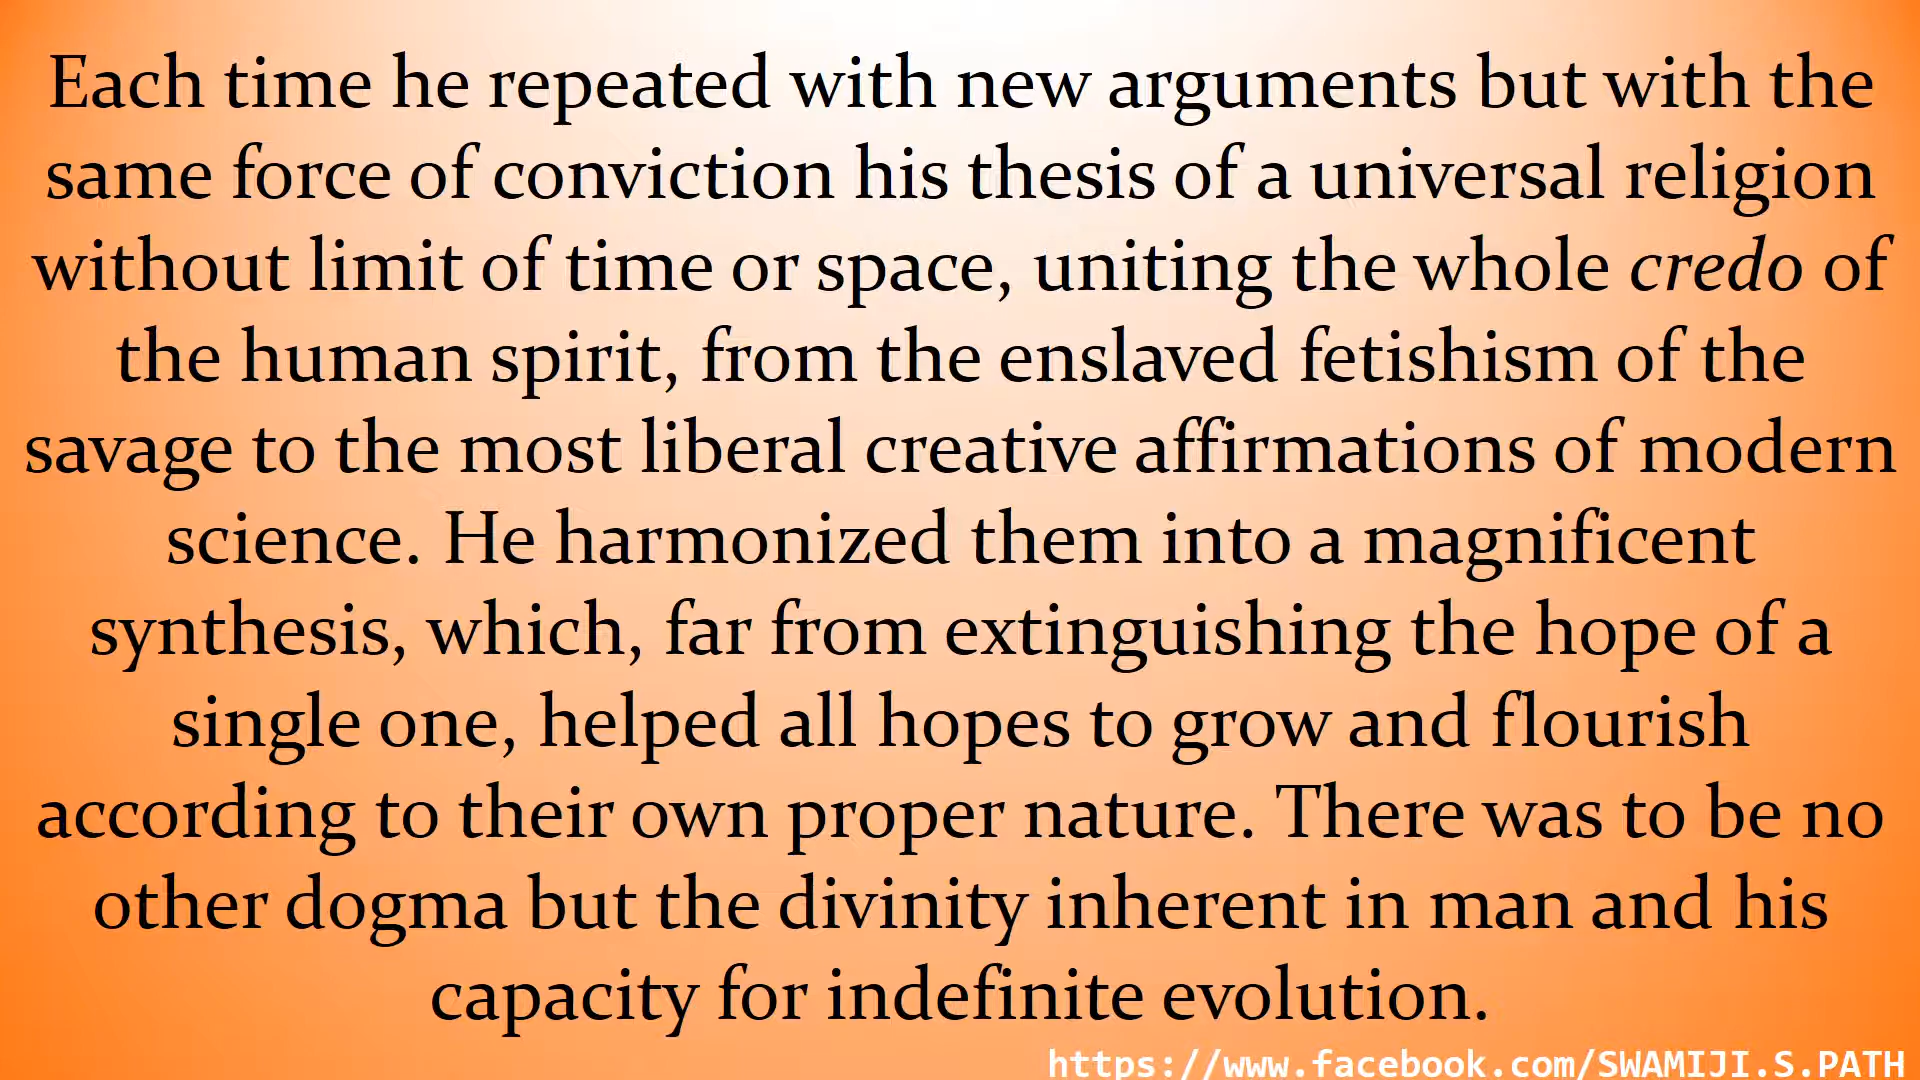 Each time he repeated with new arguments but with the
same force of conviction his thesis of a universal religion
without limit of time or space, uniting the whole credo of
the human spirit, from the enslaved fetishism of the
savage to the most liberal creative affirmations of modern
science. He harmonized them into a magnificent
synthesis, which, far from extinguishing the hope of a
single one, helped all hopes to grow and flourish
according to their own proper nature. There was to be no
other dogma but the divinity inherent in man and his
capacity for indefinite evolution.
https://www.facebook.com/SWAMIJI.S.PATH